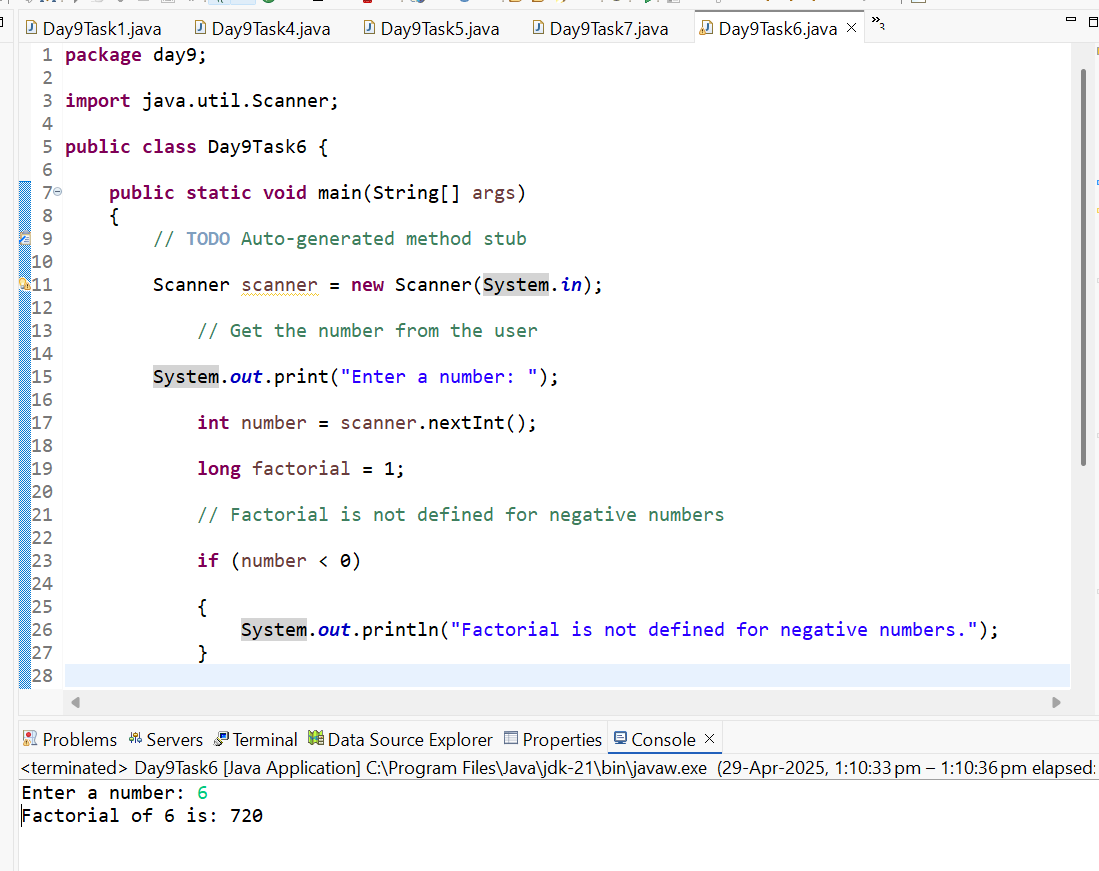 Day9Task1.java Day9Task4.java Day9Task5.java Day9Task7.java Day9Task6.java 3
1 package day9;
2
3 import java.util.Scanner;
4
5 public class Day9Task6 {
6
7 public static void main(String[] args)
8 {
9 // TODO Auto-generated method stub
10
11 Scanner scanner = new Scanner(System.in);
12
13 // Get the number from the user
14
15 System.out.print("Enter a number: ");
16
17 int number = scanner.nextInt();
18
19 long factorial = 1;
20
21 // Factorial is not defined for negative numbers
22
23 if (number < 0)
24
25 {
26 System.out.println("Factorial is not defined for negative numbers.");
27 }
28
Problems Servers Terminal Data Source Explorer Properties Console
<terminated> Day9Task6 [Java Application] C:\Program Files\Java\jdk-21\bin\javaw.exe (29-Apr-2025, 1:10:33 pm – 1:10:36 pm elapsed:
Enter a number: 6
Factorial of 6 is: 720